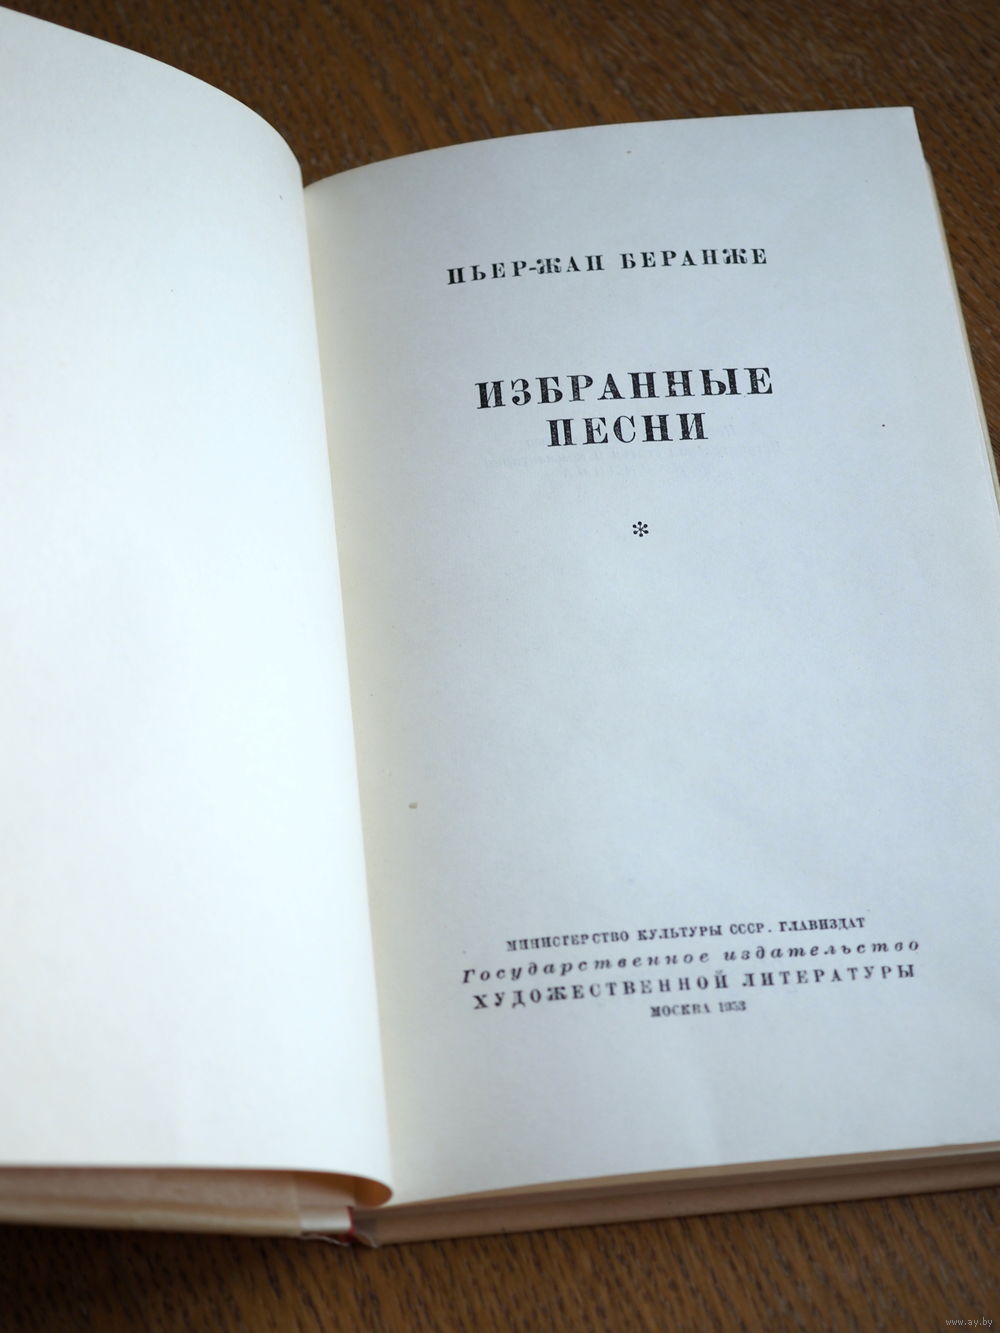 ПЬЕР-ЖАН БЕРАНЖЕ
ИЗБРАННЫЕ
ПЕСНИ
*
МИНИСТЕРСТВО КУЛЬТУРЫ СССР. ГЛАВИЗДАТ
Государственное издательство
ХУДОЖЕСТВЕННОЙ ЛИТЕРАТУРЫ
МОСКВА 1953
www.ay.by